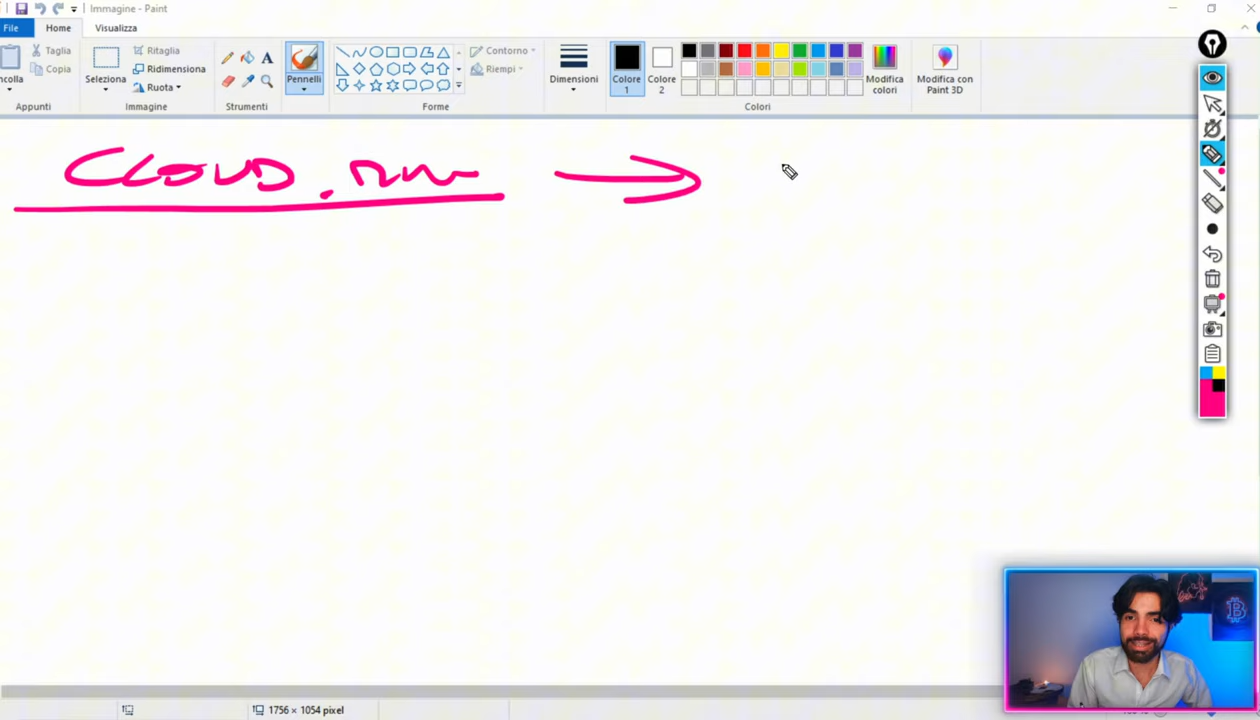 Immagine - Paint
File Home Visualizza
Taglia Ritaglia Contorno
Copia Ridimensiona Riempi
Seleziona Ruota Pennelli Dimensioni Colore 1 Colore 2 Modifica colori Modifica con Paint 3D
Appunti Immagine Strumenti Forme Colori
CLOUD.run
1756 × 1054 pixel